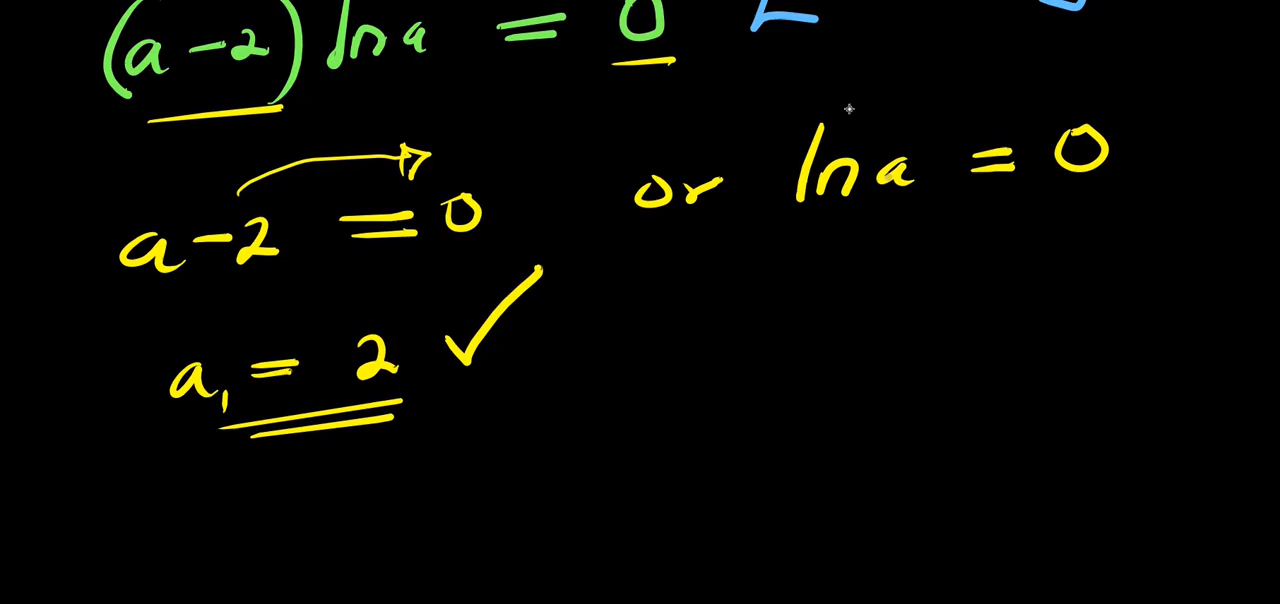 (a-2) ln a = 0
a-2 = 0 or ln a = 0
a₁ = 2 ✓